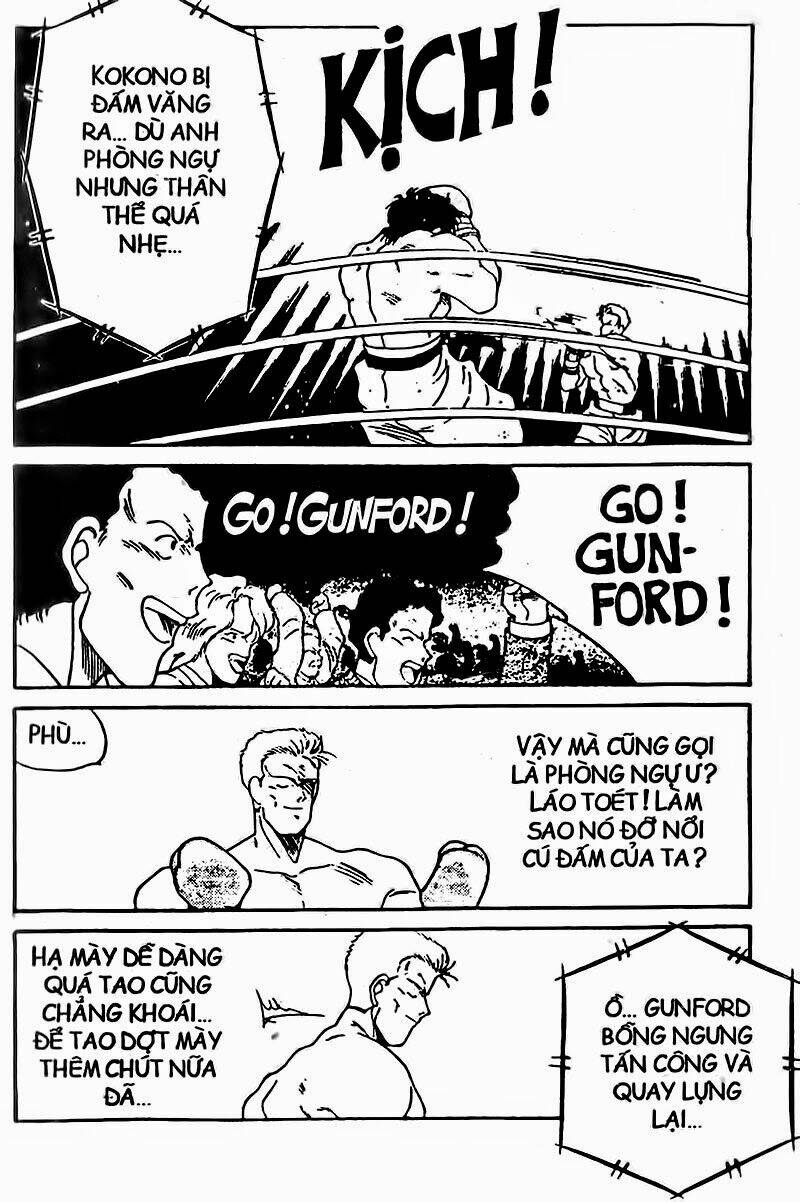 KOKONO BỊ
ĐẤM VĂNG
RA... DÙ ANH
PHÒNG NGỰ
NHƯNG THÂN
THỂ QUÁ
NHẸ...
KỊCH!
GO! GUNFORD!
GO!
GUN-
FORD!
PHÙ...
VẬY MÀ CŨNG GỌI
LÀ PHÒNG NGỰ Ư?
LÁO TOÉT! LÀM
SAO NÓ ĐỠ NỔI
CÚ ĐẤM CỦA TA?
HẠ MÀY DỄ DÀNG
QUÁ TAO CŨNG
CHẲNG KHOÁI...
ĐỂ TAO DỢT MÀY
THÊM CHÚT NỮA
ĐÃ...
Ồ... GUNFORD
BỖNG NGƯNG
TẤN CÔNG VÀ
QUAY LƯNG
LẠI...